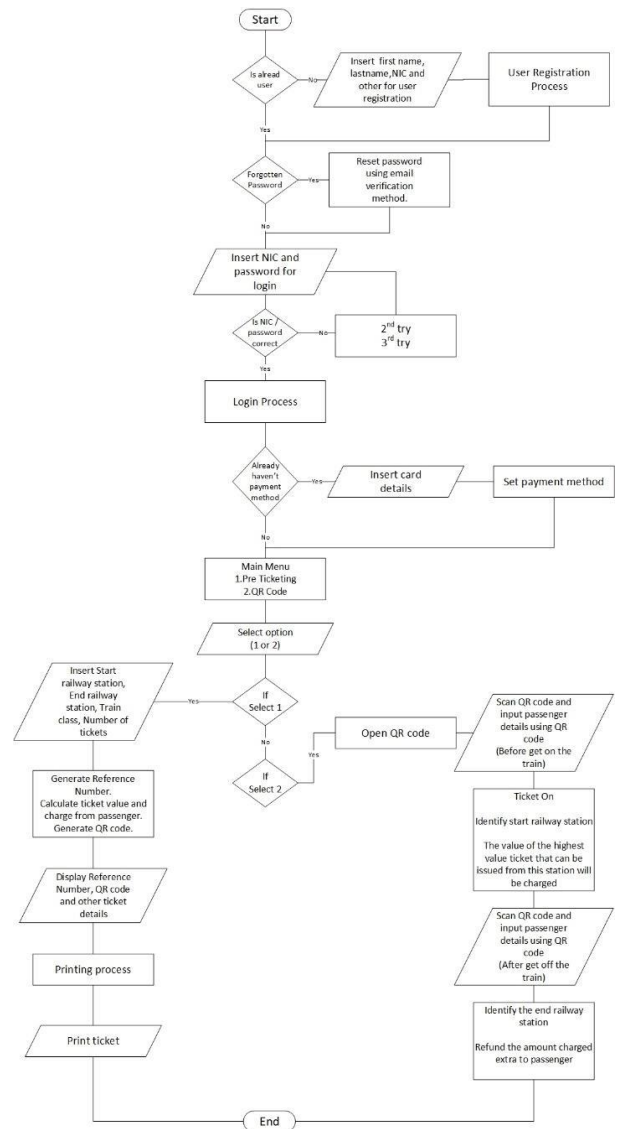 Start
Is alread
user
No
Insert first name,
lastname,NIC and
other for user
registration
User Registration
Process
Yes
Forgotten
Password
Yes
Reset password
using email
verification
method.
No
Insert NIC and
password for
login
Is NIC /
password
correct
No
2nd try
3rd try
Yes
Login Process
Already
haven't
payment
method
Yes
Insert card
details
Set payment method
No
Main Menu
1.Pre Ticketing
2.QR Code
Select option
(1 or 2)
If
Select 1
Yes
Insert Start
railway station,
End railway
station, Train
class, Number of
tickets
Generate Reference
Number.
Calculate ticket value and
charge from passenger.
Generate QR code.
Display Reference
Number, QR code
and other ticket
details
Printing process
Print ticket
No
If
Select 2
Yes
Open QR code
Scan QR code and
input passenger
details using QR
code
(Before get on the
train)
Ticket On
Identify start railway station
The value of the highest
value ticket that can be
issued from this station will
be charged
Scan QR code and
input passenger
details using QR
code
(After get off the
train)
Identify the end railway
station
Refund the amount charged
extra to passenger
End